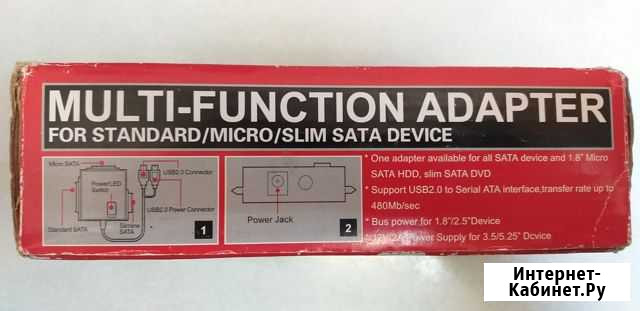 MULTI-FUNCTION ADAPTER
FOR STANDARD/MICRO/SLIM SATA DEVICE
Micro SATA
USB2.0 Connector
Power/LED
Switch
USB2.0 Power Connector
Standard SATA
SATA
1
Power Jack
2
* One adapter available for all SATA device and 1.8" Micro
SATA HDD, slim SATA DVD
* Support USB2.0 to Serial ATA interface,transfer rate up to
480Mb/sec
* Bus power for 1.8"/2.5"Device
Power Supply for 3.5/5.25" Device
Интернет-
Кабинет.Ру